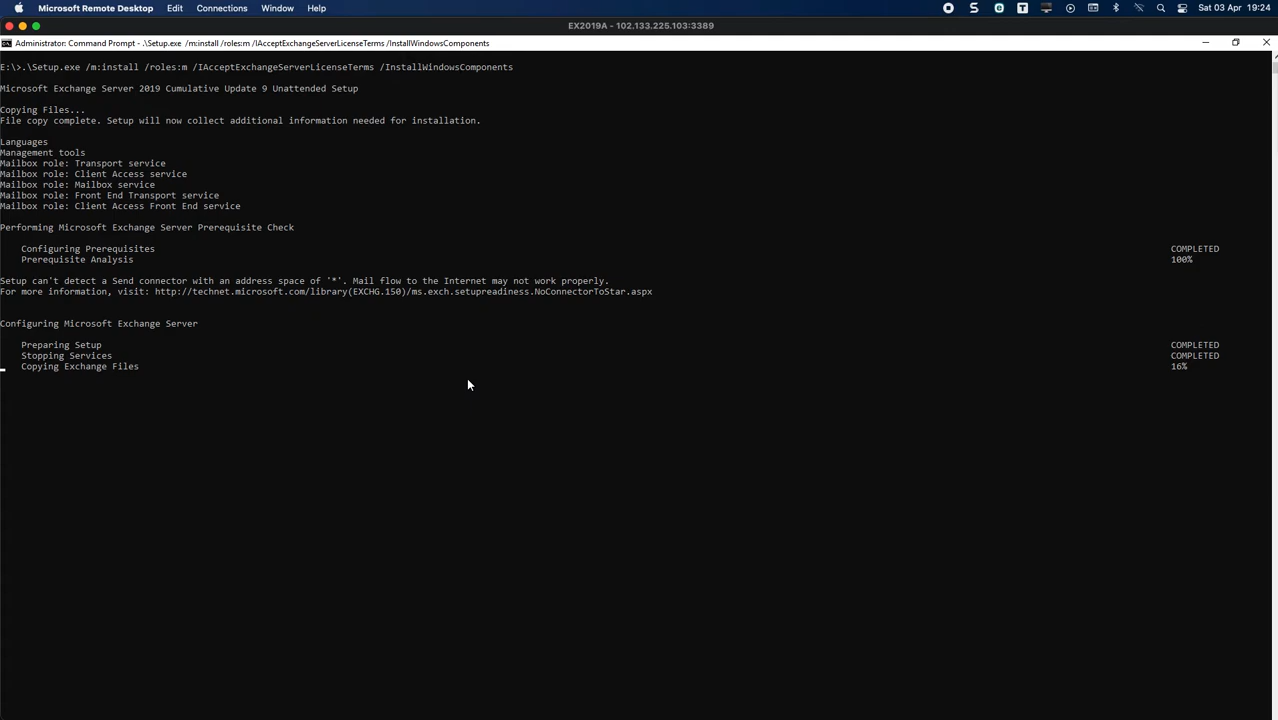 Microsoft Remote Desktop Edit Connections Window Help Sat 03 Apr 19:24
EX2019A - 102.133.225.103:3389
Administrator: Command Prompt - .\Setup.exe /m:install /roles:m /IAcceptExchangeServerLicenseTerms /InstallWindowsComponents
E:\>.\Setup.exe /m:install /roles:m /IAcceptExchangeServerLicenseTerms /InstallWindowsComponents
Microsoft Exchange Server 2019 Cumulative Update 9 Unattended Setup
Copying Files...
File copy complete. Setup will now collect additional information needed for installation.
Languages
Management tools
Mailbox role: Transport service
Mailbox role: Client Access service
Mailbox role: Mailbox service
Mailbox role: Front End Transport service
Mailbox role: Client Access Front End service
Performing Microsoft Exchange Server Prerequisite Check
Configuring Prerequisites COMPLETED
Prerequisite Analysis 100%
Setup can't detect a Send connector with an address space of '*'. Mail flow to the Internet may not work properly.
For more information, visit: http://technet.microsoft.com/library(EXCHG.150)/ms.exch.setupreadiness.NoConnectorToStar.aspx
Configuring Microsoft Exchange Server
Preparing Setup COMPLETED
Stopping Services COMPLETED
Copying Exchange Files 16%